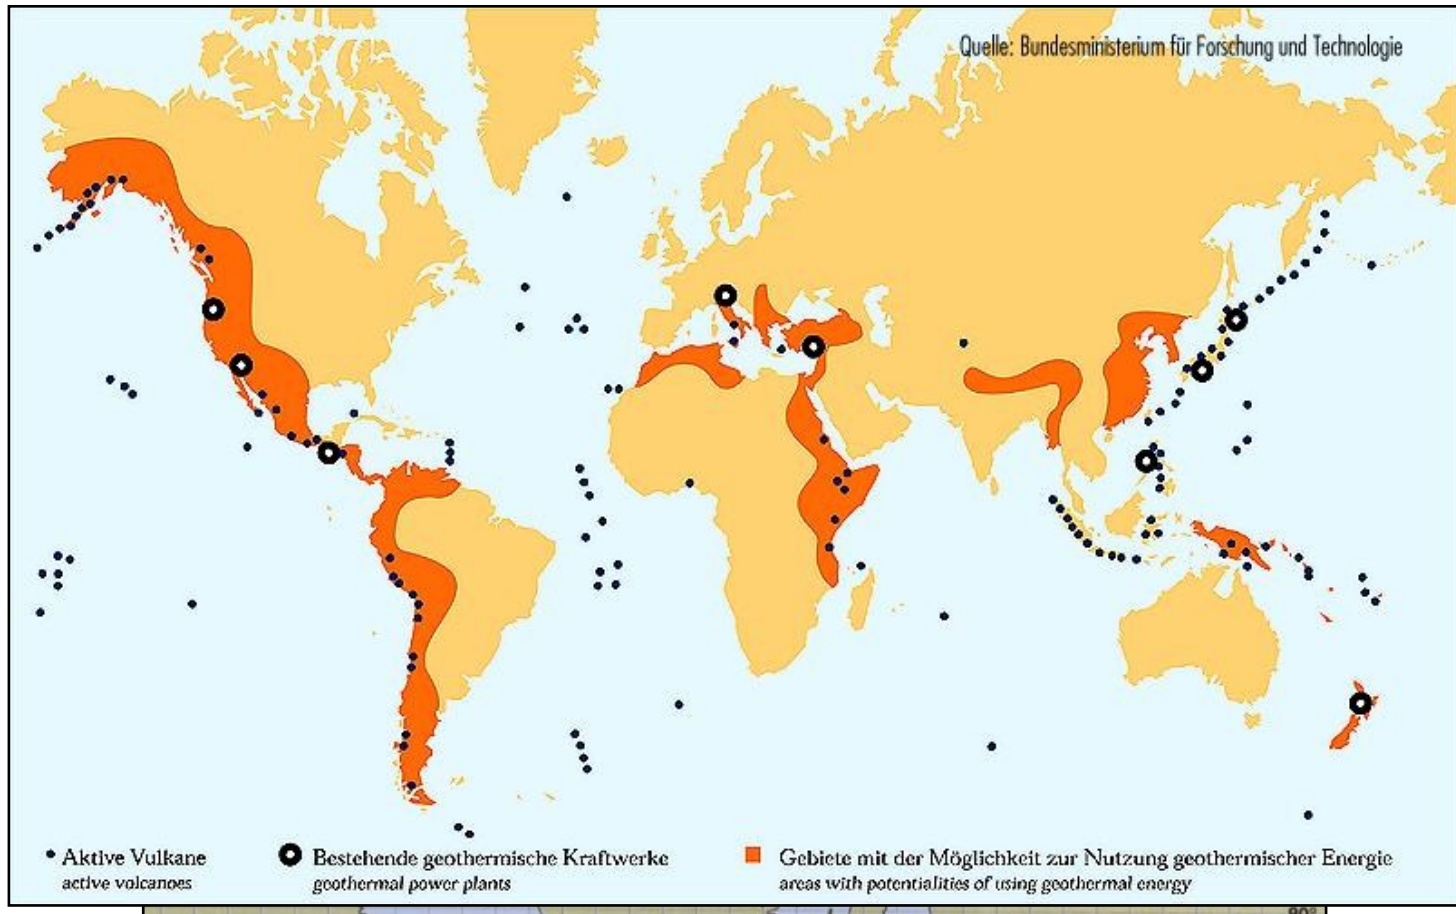 Quelle: Bundesministerium für Forschung und Technologie
Aktive Vulkane
active volcanoes
Bestehende geothermische Kraftwerke
geothermal power plants
Gebiete mit der Möglichkeit zur Nutzung geothermischer Energie
areas with potentialities of using geothermal energy
80°